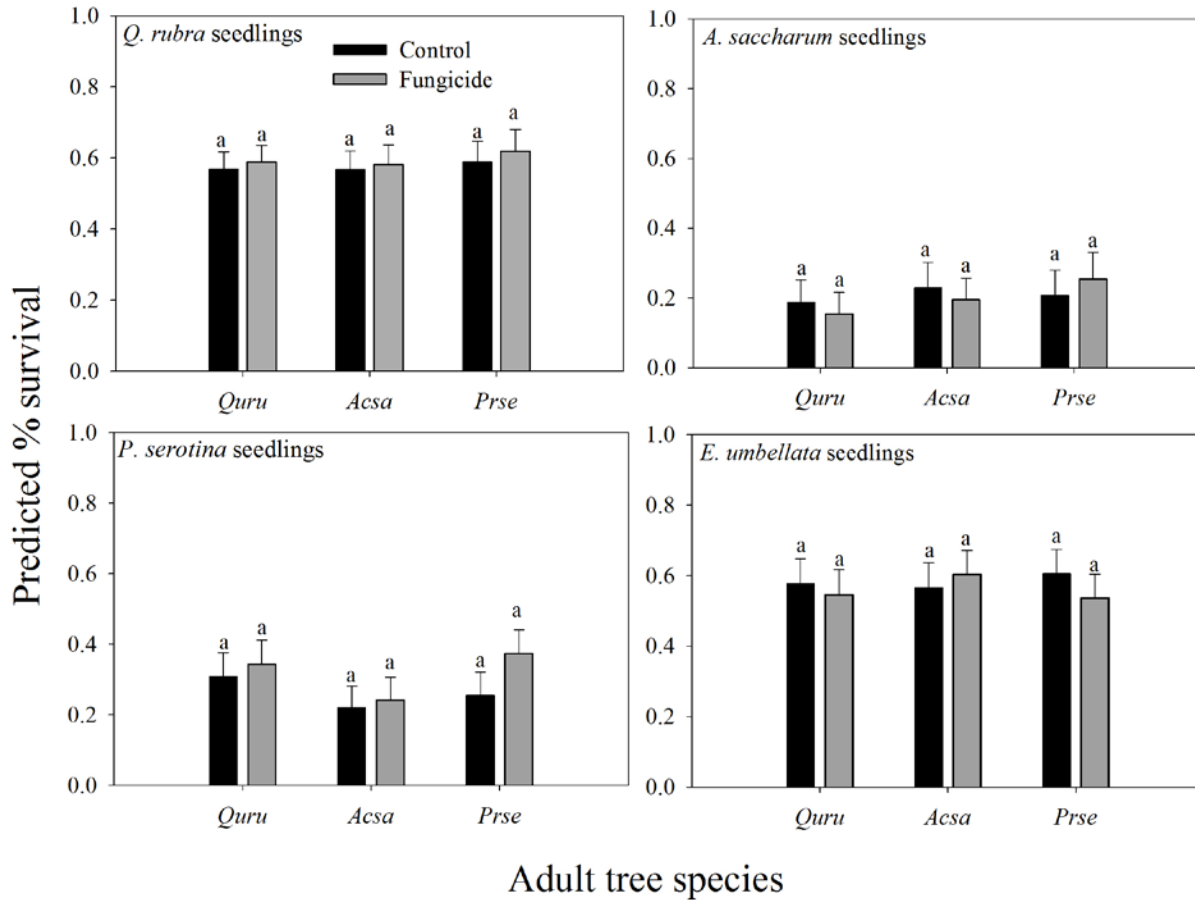 Predicted % survival
Q. rubra seedlings
Control
Fungicide
1.0
0.8
0.6
0.4
0.2
0.0
a a a a a a
Quru Acsa Prse
A. saccharum seedlings
1.0
0.8
0.6
0.4
0.2
0.0
a a a a a a
Quru Acsa Prse
P. serotina seedlings
1.0
0.8
0.6
0.4
0.2
0.0
a a a a a a
Quru Acsa Prse
E. umbellata seedlings
1.0
0.8
0.6
0.4
0.2
0.0
a a a a a a
Quru Acsa Prse
Adult tree species